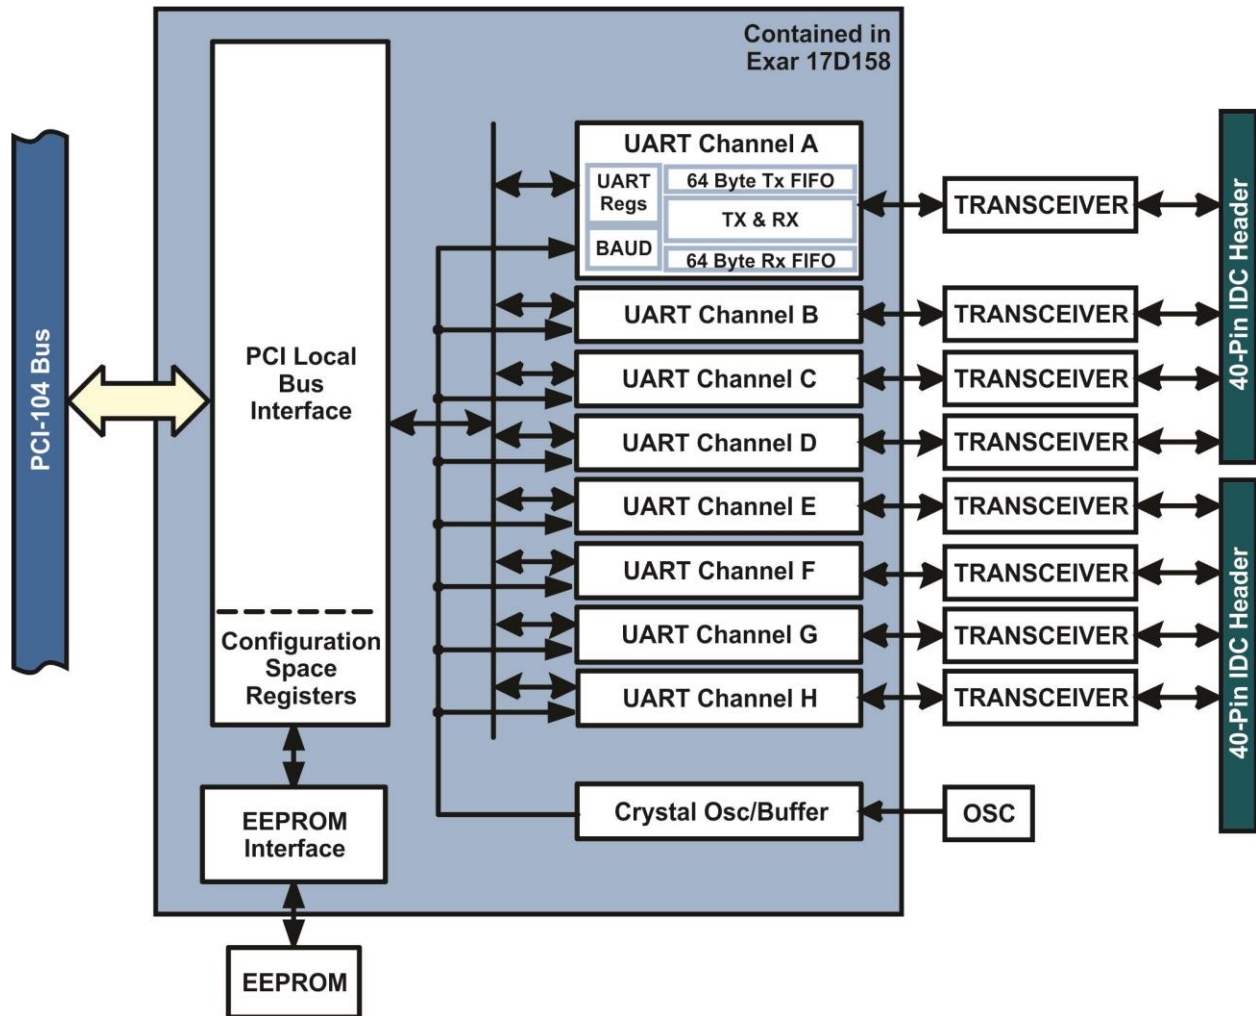 Contained in
Exar 17D158
PCI-104 Bus
PCI Local
Bus
Interface
Configuration
Space
Registers
EEPROM
Interface
EEPROM
UART Channel A
UART
Regs
BAUD
64 Byte Tx FIFO
TX & RX
64 Byte Rx FIFO
TRANSCEIVER
UART Channel B
TRANSCEIVER
UART Channel C
TRANSCEIVER
UART Channel D
TRANSCEIVER
UART Channel E
TRANSCEIVER
UART Channel F
TRANSCEIVER
UART Channel G
TRANSCEIVER
UART Channel H
TRANSCEIVER
Crystal Osc/Buffer
OSC
40-Pin IDC Header
40-Pin IDC Header